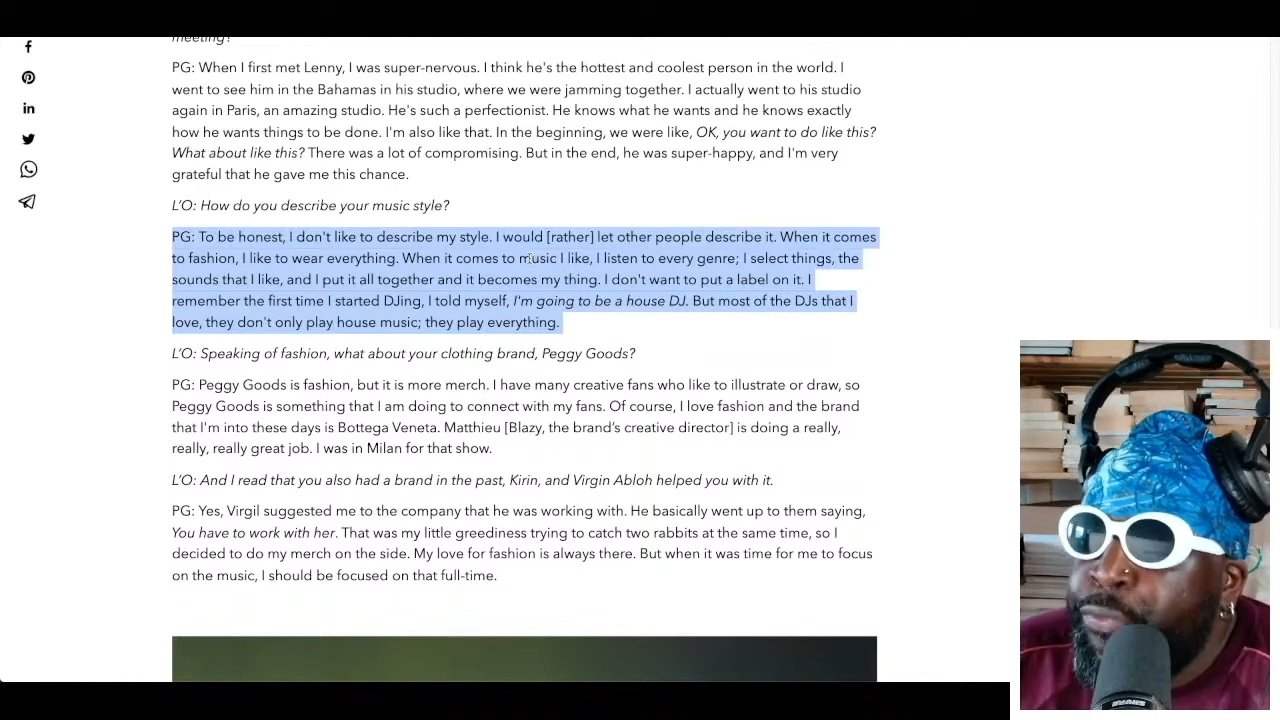 meeting?
PG: When I first met Lenny, I was super-nervous. I think he's the hottest and coolest person in the world. I
went to see him in the Bahamas in his studio, where we were jamming together. I actually went to his studio
again in Paris, an amazing studio. He's such a perfectionist. He knows what he wants and he knows exactly
how he wants things to be done. I'm also like that. In the beginning, we were like, OK, you want to do like this?
What about like this? There was a lot of compromising. But in the end, he was super-happy, and I'm very
grateful that he gave me this chance.
L'O: How do you describe your music style?
PG: To be honest, I don't like to describe my style. I would [rather] let other people describe it. When it comes
to fashion, I like to wear everything. When it comes to music I like, I listen to every genre; I select things, the
sounds that I like, and I put it all together and it becomes my thing. I don't want to put a label on it. I
remember the first time I started DJing, I told myself, I'm going to be a house DJ. But most of the DJs that I
love, they don't only play house music; they play everything.
L'O: Speaking of fashion, what about your clothing brand, Peggy Goods?
PG: Peggy Goods is fashion, but it is more merch. I have many creative fans who like to illustrate or draw, so
Peggy Goods is something that I am doing to connect with my fans. Of course, I love fashion and the brand
that I'm into these days is Bottega Veneta. Matthieu [Blazy, the brand's creative director] is doing a really,
really, really great job. I was in Milan for that show.
L'O: And I read that you also had a brand in the past, Kirin, and Virgin Abloh helped you with it.
PG: Yes, Virgil suggested me to the company that he was working with. He basically went up to them saying,
You have to work with her. That was my little greediness trying to catch two rabbits at the same time, so I
decided to do my merch on the side. My love for fashion is always there. But when it was time for me to focus
on the music, I should be focused on that full-time.
SHURE